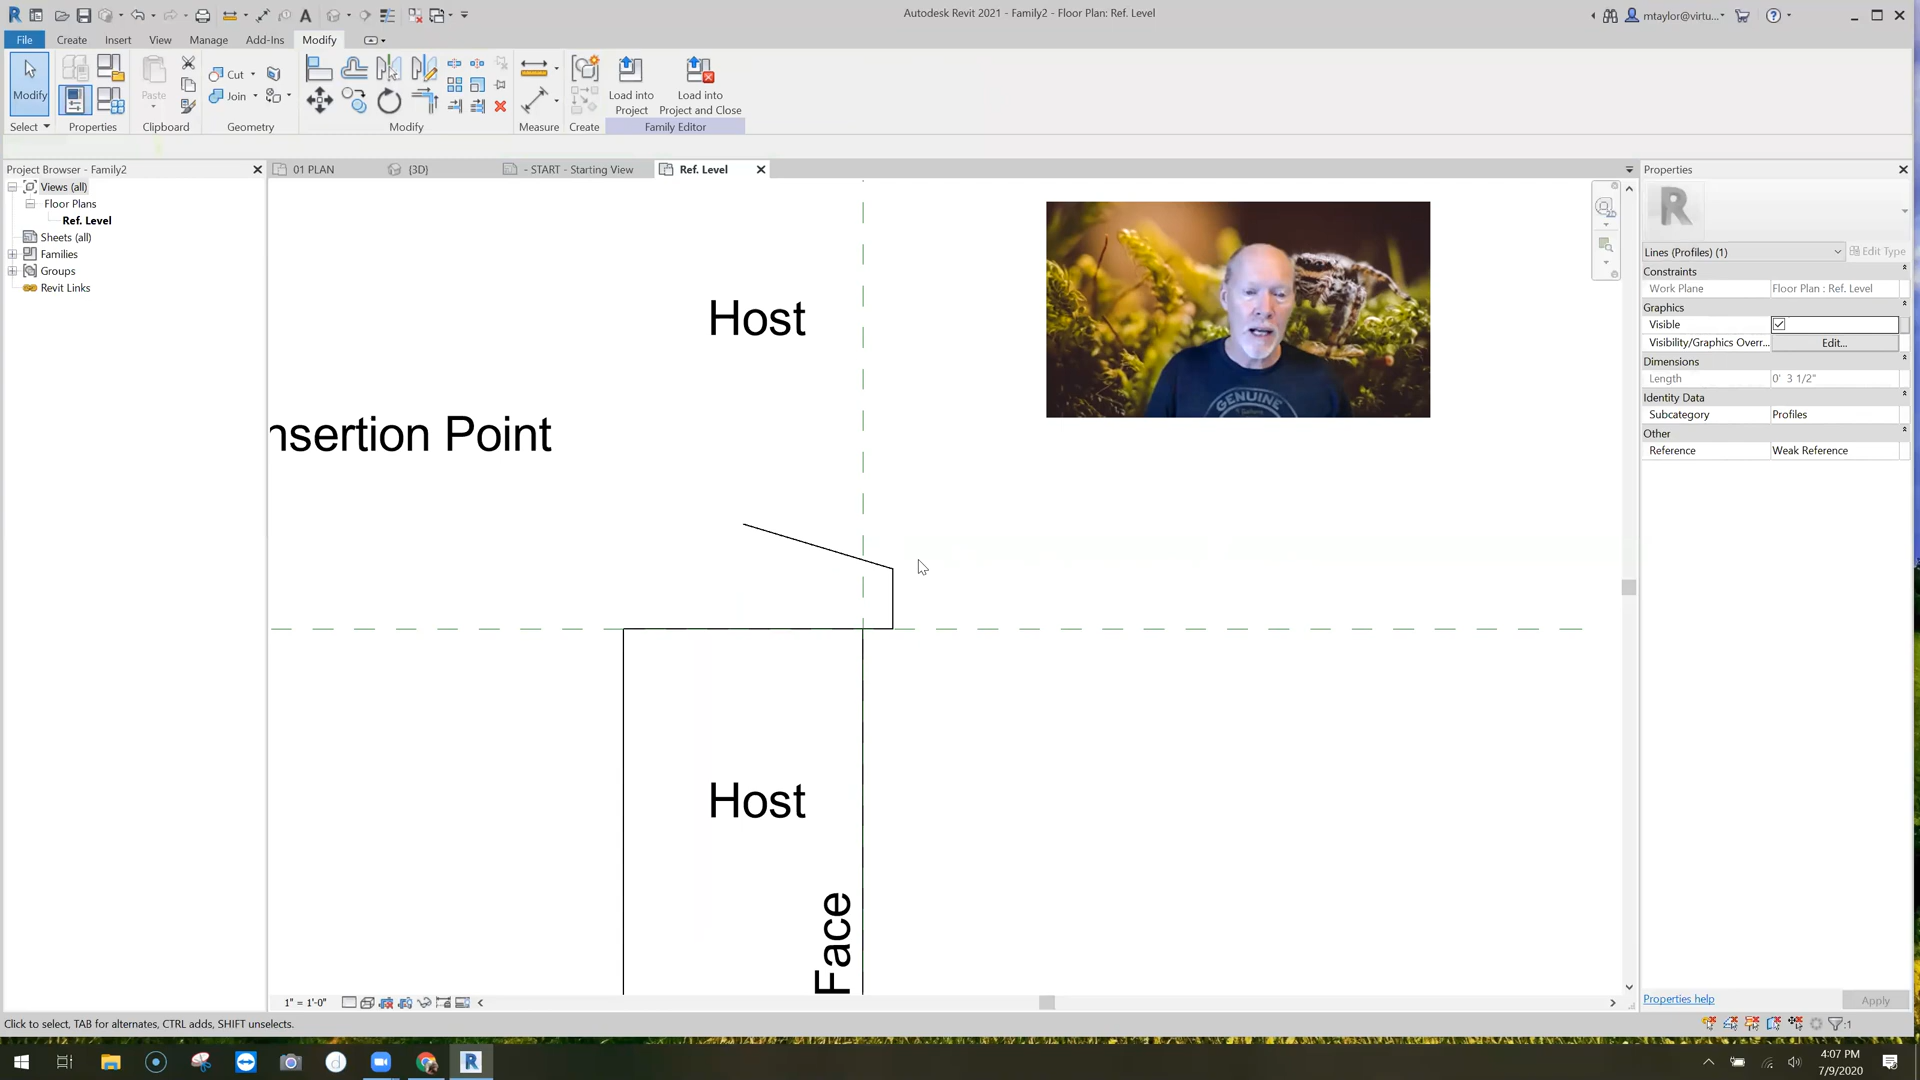 Autodesk Revit 2021 - Family2 - Floor Plan: Ref. Level
mtaylor@virtu...
File Create Insert View Manage Add-Ins Modify
Modify
Paste
Cut
Join
Load into Project
Load into Project and Close
Select Properties Clipboard Geometry Modify Measure Create Family Editor
Project Browser - Family2
01 PLAN
{3D}
- START - Starting View
Ref. Level
Properties
Views (all)
Floor Plans
Ref. Level
Sheets (all)
Families
Groups
Revit Links
Host
nsertion Point
Host
Face
GENUINE
R
Lines (Profiles) (1)
Edit Type
Constraints
Work Plane Floor Plan : Ref. Level
Graphics
Visible
Visibility/Graphics Overr... Edit...
Dimensions
Length 0' 3 1/2"
Identity Data
Subcategory Profiles
Other
Reference Weak Reference
Properties help
Apply
1" = 1'-0"
Click to select, TAB for alternates, CTRL adds, SHIFT unselects.
:1
4:07 PM
7/9/2020